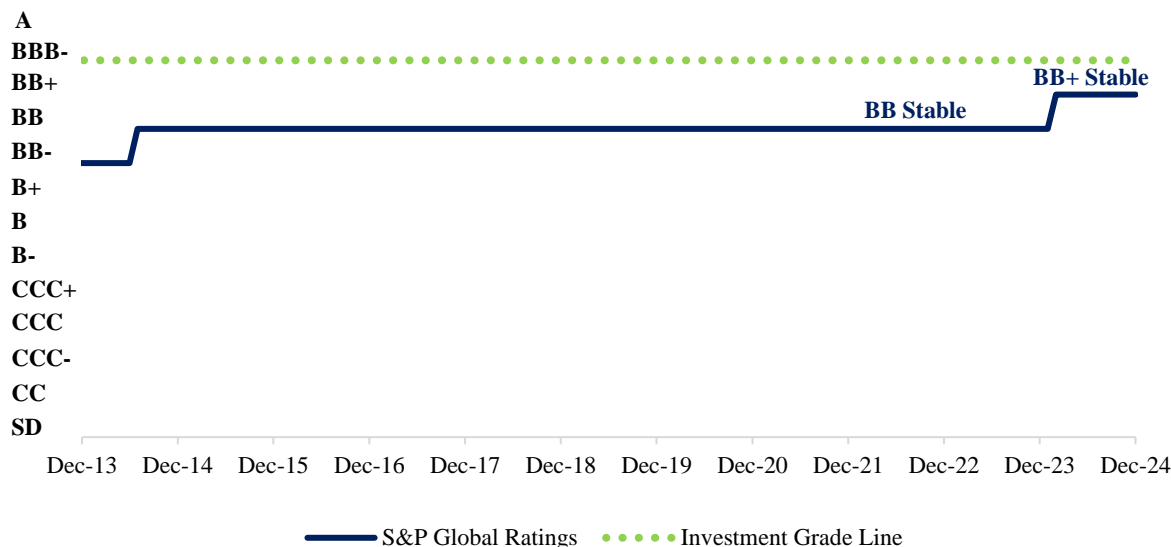 A
BBB-
BB+
BB
BB-
B+
B
B-
CCC+
CCC
CCC-
CC
SD
BB+ Stable
BB Stable
Dec-13 Dec-14 Dec-15 Dec-16 Dec-17 Dec-18 Dec-19 Dec-20 Dec-21 Dec-22 Dec-23 Dec-24
S&P Global Ratings Investment Grade Line